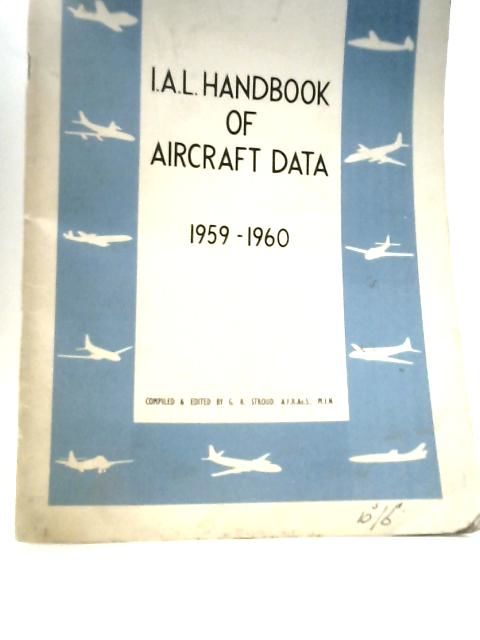 I.A.L. HANDBOOK
OF
AIRCRAFT DATA
1959 - 1960
COMPILED & EDITED BY G. R. STROUD. A.F.R.Ae.S., M.I.N.
10/6